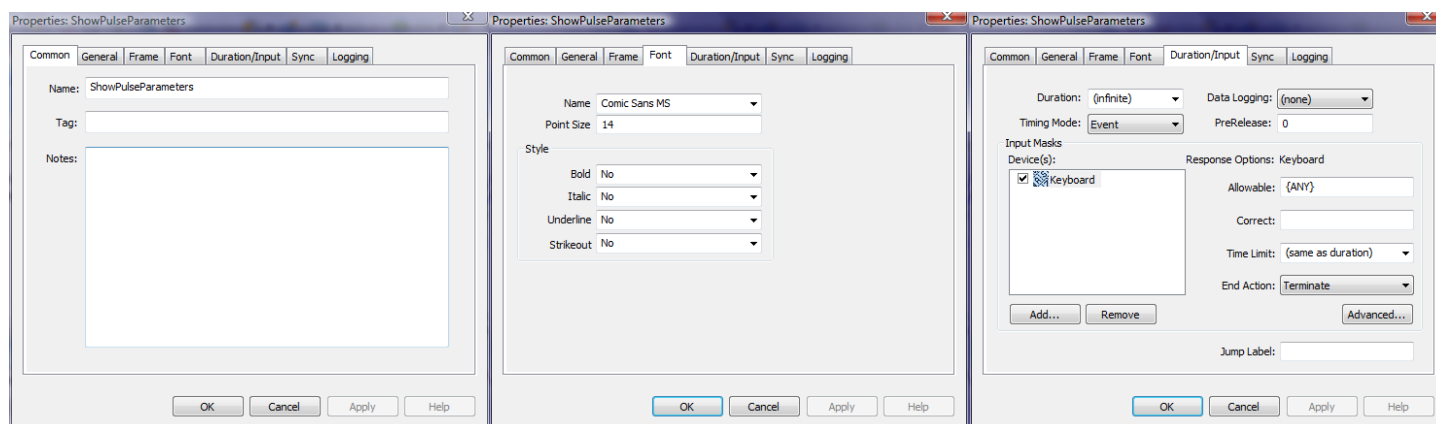 Properties: ShowPulseParameters
Common General Frame Font Duration/Input Sync Logging
Name: ShowPulseParameters
Tag:
Notes:
OK Cancel Apply Help
Properties: ShowPulseParameters
Common General Frame Font Duration/Input Sync Logging
Name Comic Sans MS
Point Size 14
Style
Bold No
Italic No
Underline No
Strikeout No
OK Cancel Apply Help
Properties: ShowPulseParameters
Common General Frame Font Duration/Input Sync Logging
Duration: (infinite) Data Logging: (none)
Timing Mode: Event PreRelease: 0
Input Masks
Device(s): Response Options: Keyboard
Keyboard
Allowable: {ANY}
Correct:
Time Limit: (same as duration)
End Action: Terminate
Add... Remove Advanced...
Jump Label:
OK Cancel Apply Help